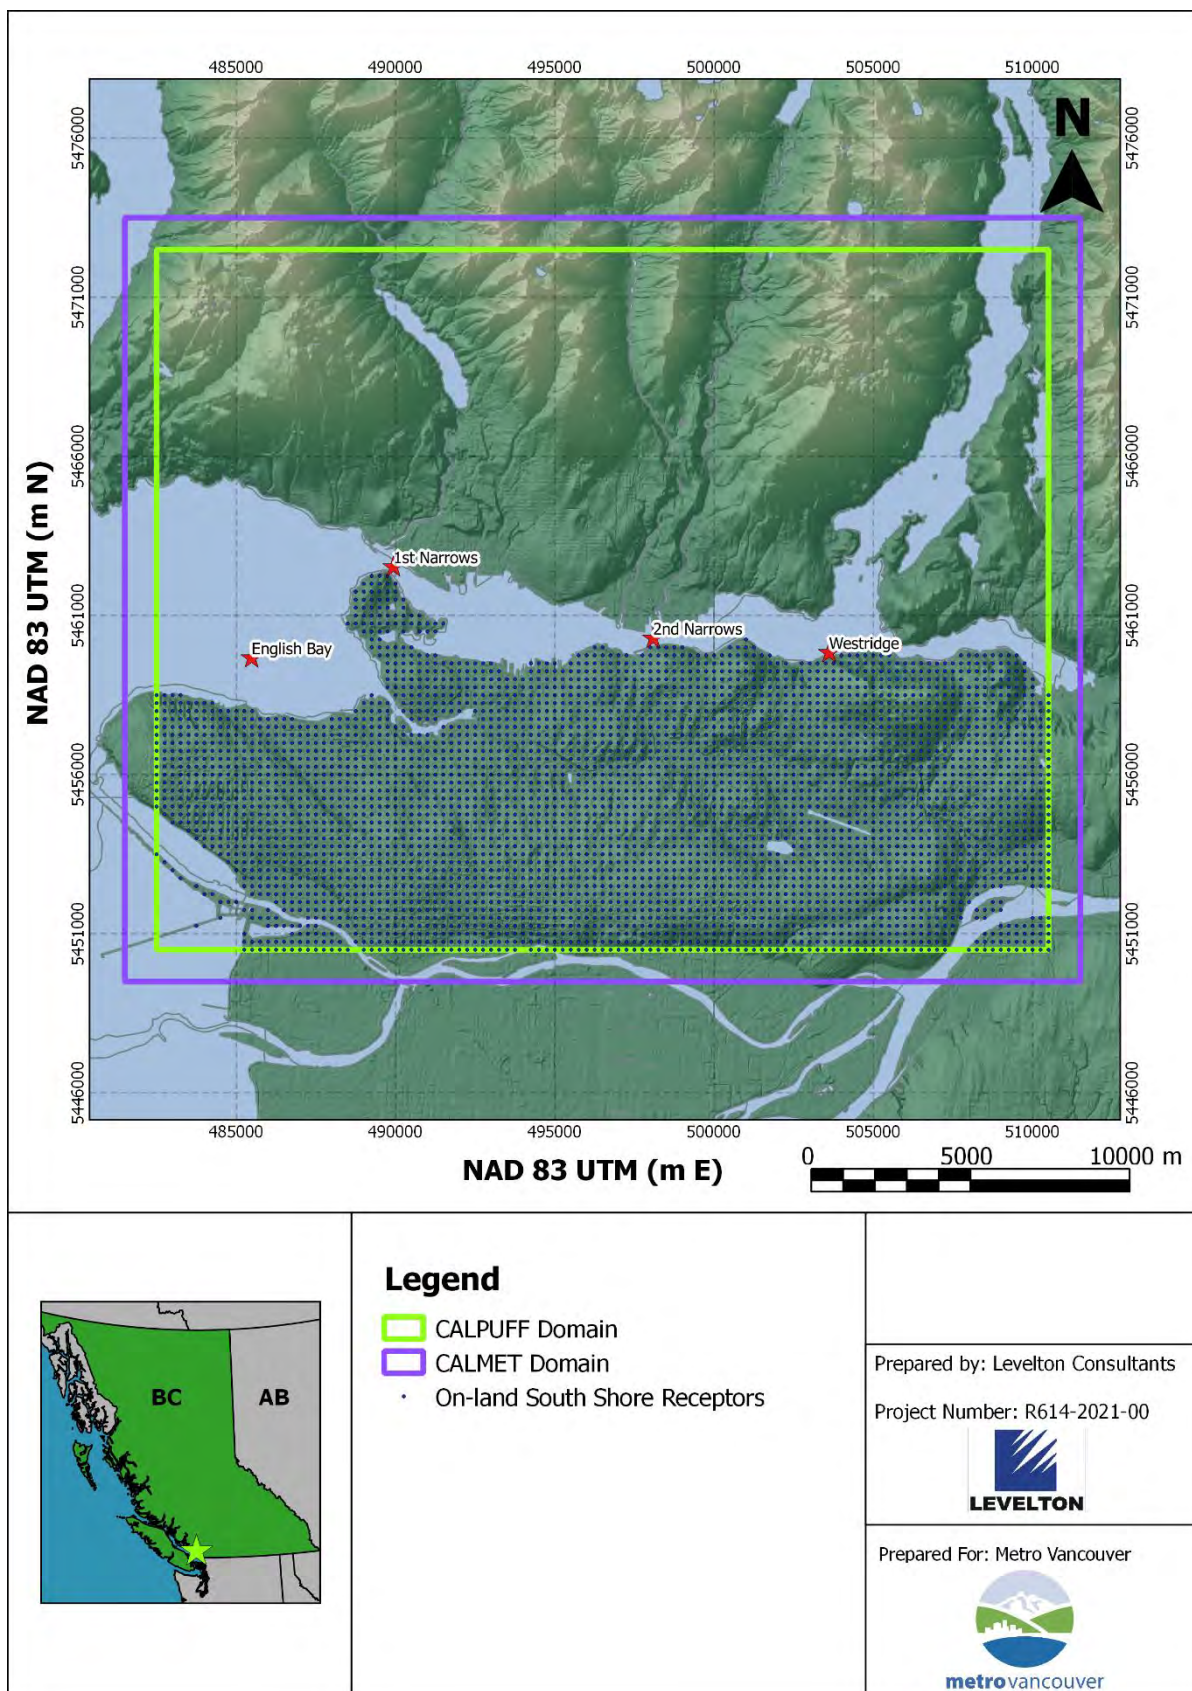 485000 490000 495000 500000 505000 510000
N
5476000 5476000
5471000 5471000
5466000 5466000
1st Narrows
5461000 5461000
2nd Narrows
Westridge
English Bay
5456000 5456000
5451000 5451000
5446000 5446000
NAD 83 UTM (m N)
485000 490000 495000 500000 505000 510000
NAD 83 UTM (m E)
0 5000 10000 m
BC AB
Legend
CALPUFF Domain
CALMET Domain
On-land South Shore Receptors
Prepared by: Levelton Consultants
Project Number: R614-2021-00
LEVELTON
Prepared For: Metro Vancouver
metrovancouver